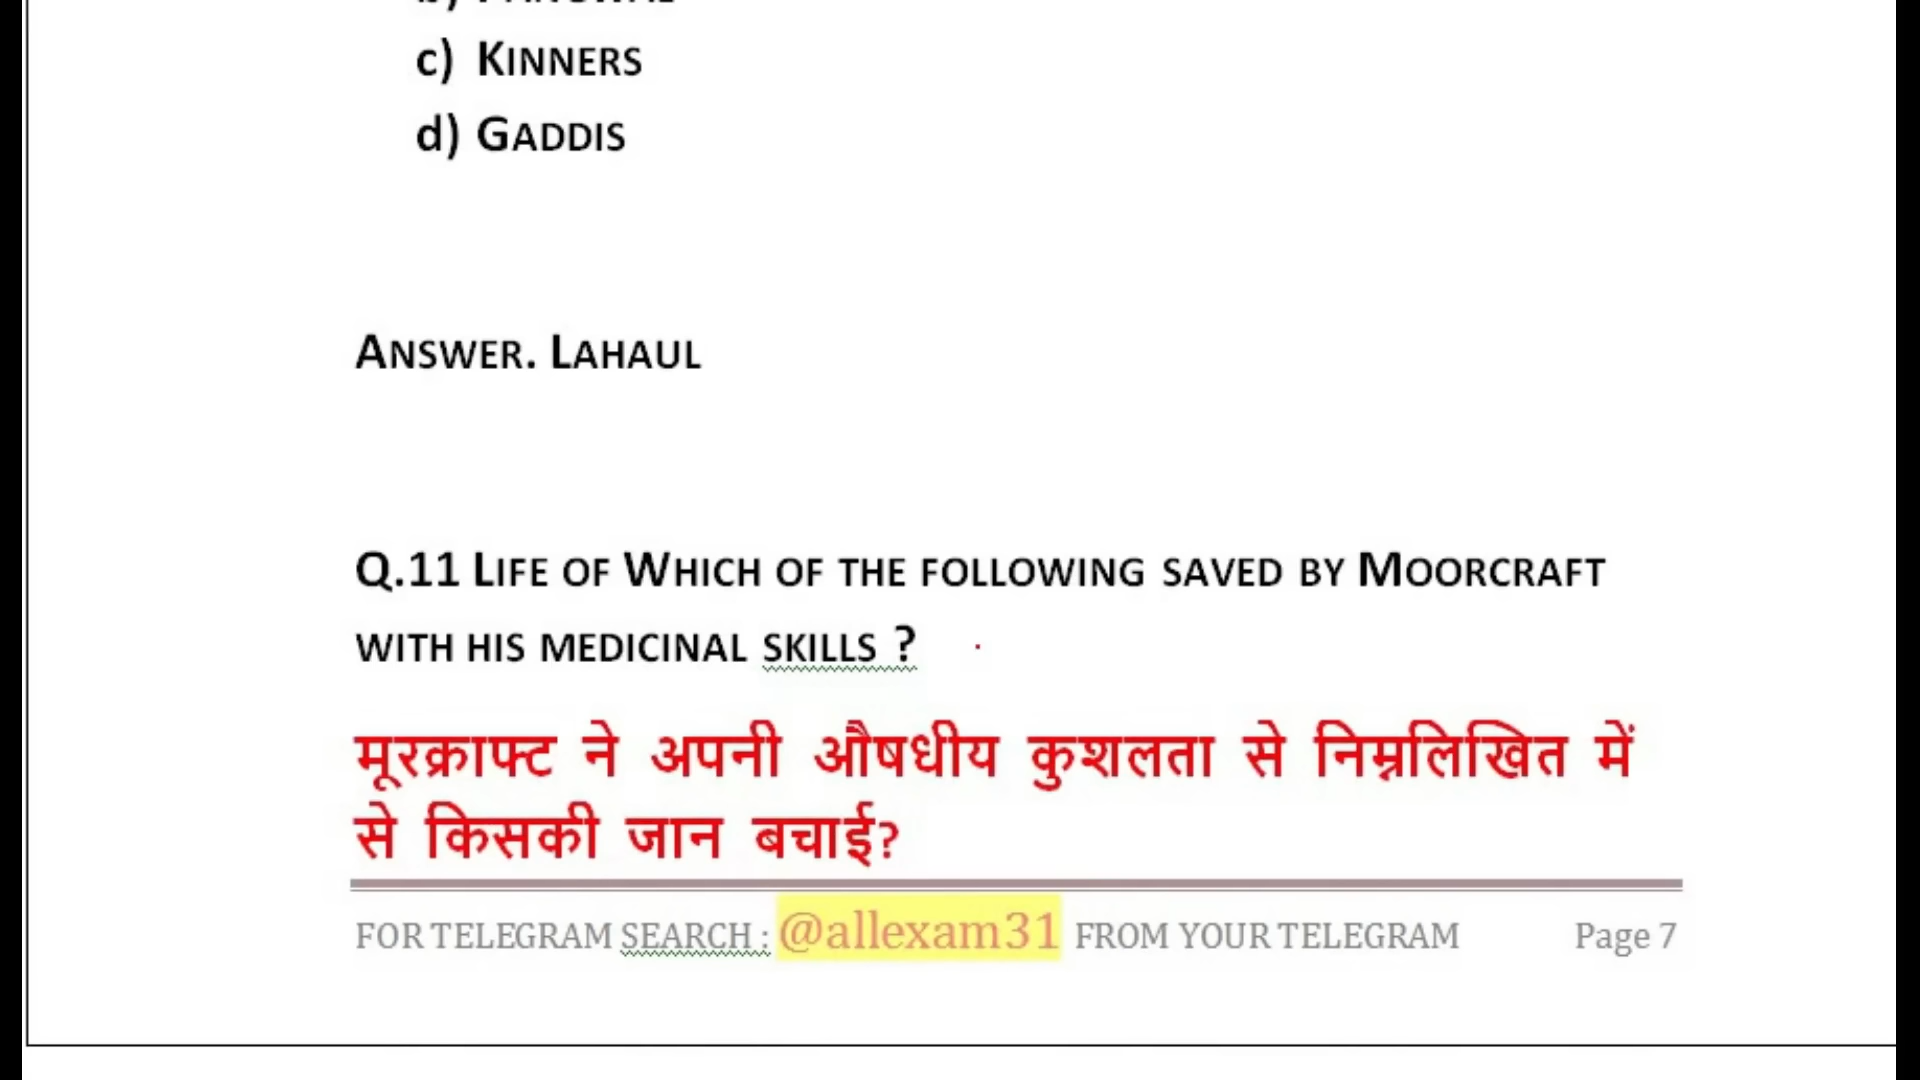 b)
c) KINNERS
d) GADDIS
ANSWER. LAHAUL
Q.11 LIFE OF WHICH OF THE FOLLOWING SAVED BY MOORCRAFT
WITH HIS MEDICINAL SKILLS ?
मूरक्राफ्ट ने अपनी औषधीय कुशलता से निम्नलिखित में
से किसकी जान बचाई?
FOR TELEGRAM SEARCH : @allexam31 FROM YOUR TELEGRAM Page 7